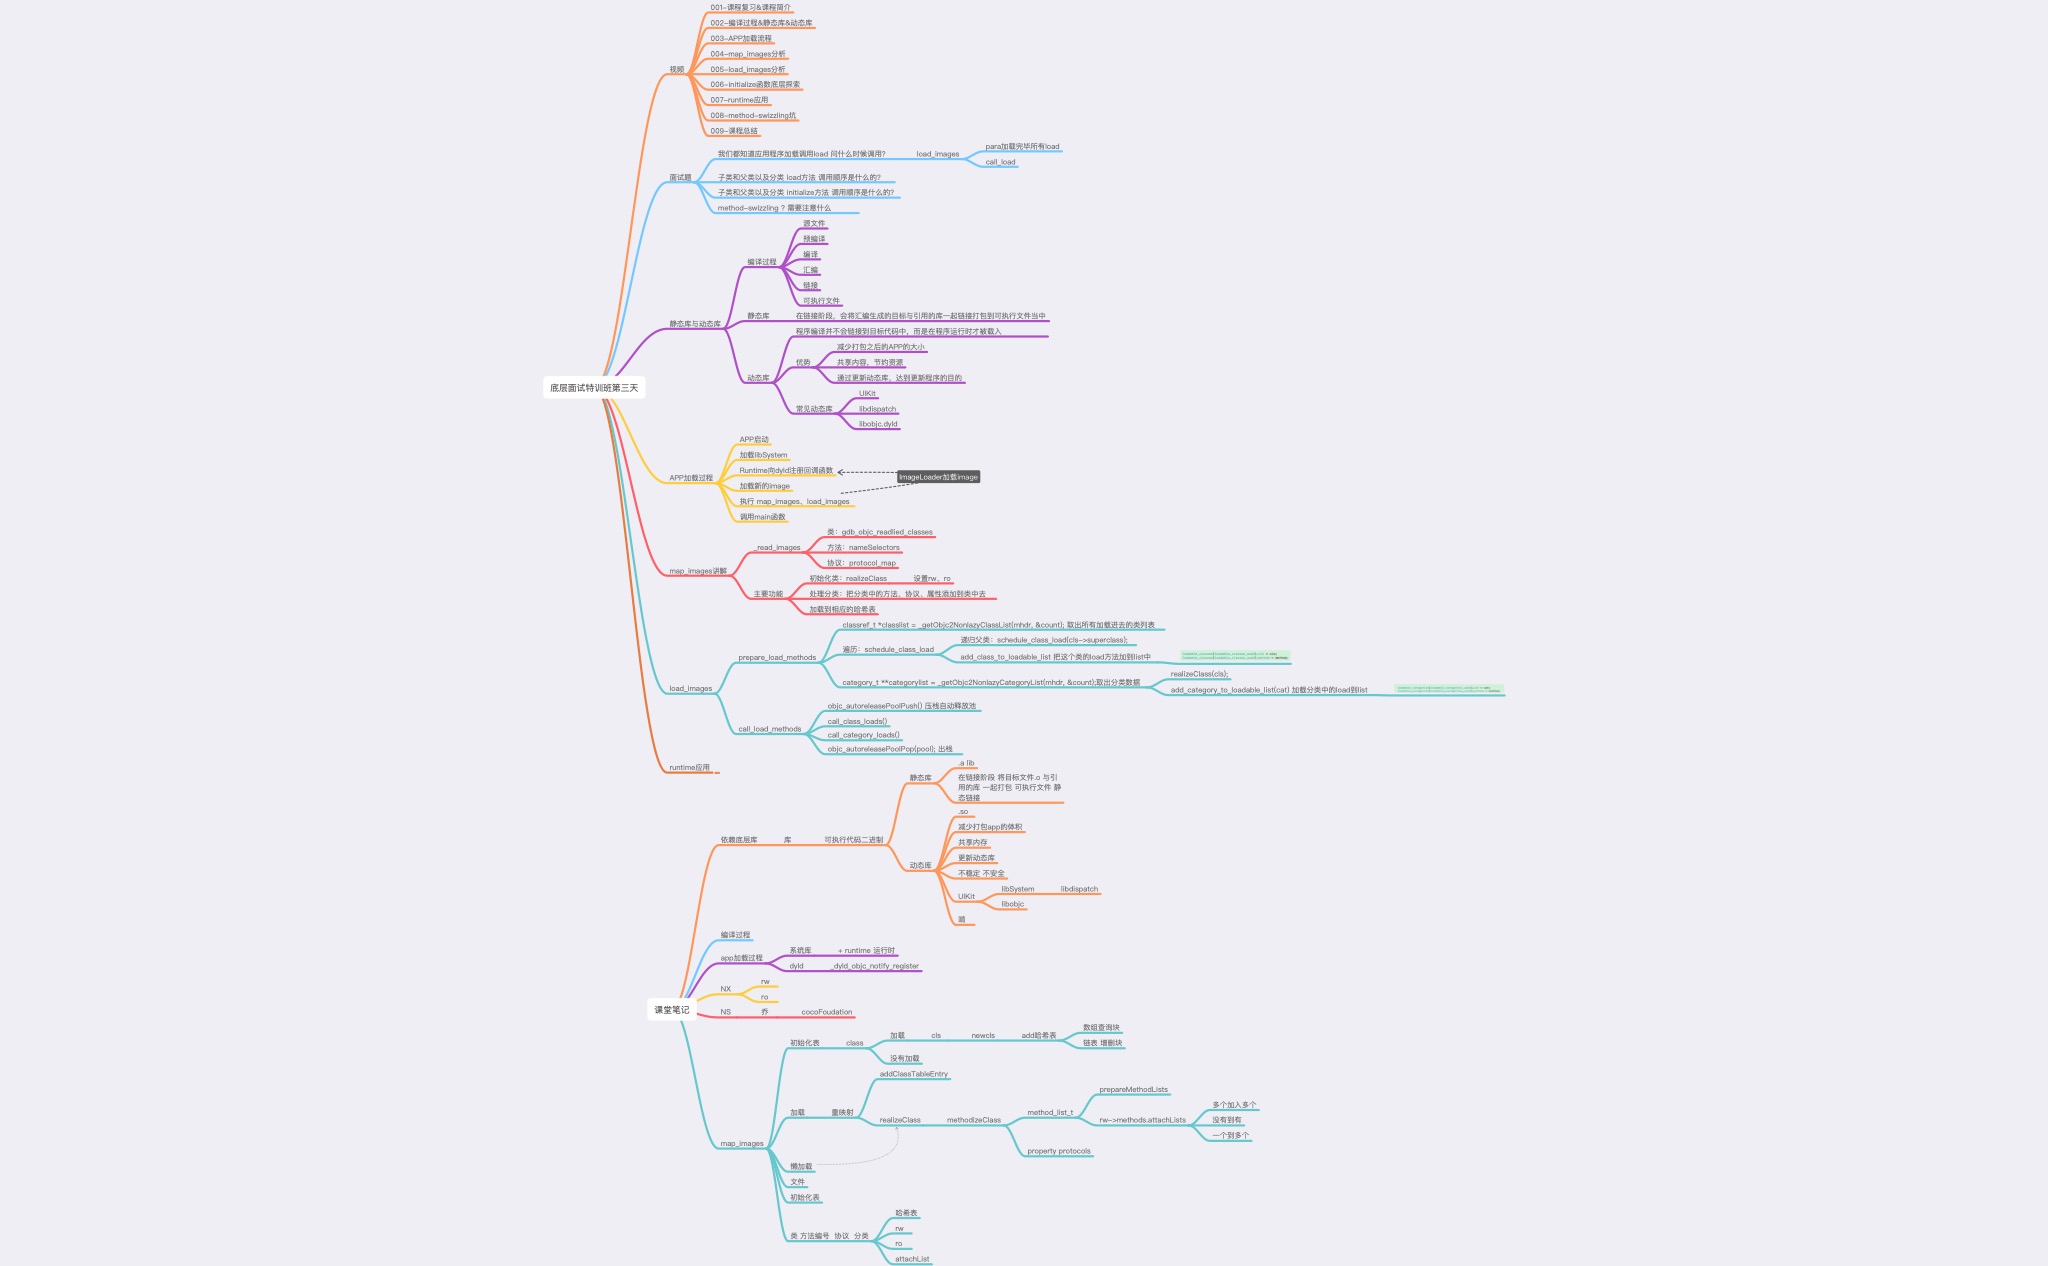 底层面试特训班第三天
视频
001-课程复习&课程简介
002-编译过程&静态库&动态库
003-APP加载流程
004-map_images分析
005-load_images分析
006-initialize函数底层探索
007-runtime应用
008-method-swizzling坑
009-课程总结
面试题
我们都知道应用程序加载调用load 问什么时候调用?
load_images
para加载完毕所有load
call_load
子类和父类以及分类 load方法 调用顺序是什么的?
子类和父类以及分类 initialize方法 调用顺序是什么的?
method-swizzling ? 需要注意什么
静态库与动态库
编译过程
源文件
预编译
编译
汇编
链接
可执行文件
静态库
在链接阶段，会将汇编生成的目标与引用的库一起链接打包到可执行文件当中
动态库
程序编译并不会链接到目标代码中，而是在程序运行时才被载入
优势
减少打包之后的APP的大小
共享内容，节约资源
通过更新动态库，达到更新程序的目的
常见动态库
UIKit
libdispatch
libobjc.dyld
APP加载过程
APP启动
加载libSystem
Runtime向dyld注册回调函数
加载新的image
执行 map_images、load_images
调用main函数
ImageLoader加载image
map_images讲解
_read_images
类：gdb_objc_readlied_classes
方法：nameSelectors
协议：protocol_map
主要功能
初始化类：realizeClass
设置rw、ro
处理分类：把分类中的方法、协议、属性添加到类中去
加载到相应的哈希表
load_images
prepare_load_methods
classref_t *classlist = _getObjc2NonlazyClassList(mhdr, &count); 取出所有加载进去的类列表
遍历：schedule_class_load
递归父类：schedule_class_load(cls->superclass);
add_class_to_loadable_list 把这个类的load方法加到list中
category_t **categorylist = _getObjc2NonlazyCategoryList(mhdr, &count);取出分类数据
realizeClass(cls);
add_category_to_loadable_list(cat) 加载分类中的load到list
call_load_methods
objc_autoreleasePoolPush() 压栈自动释放池
call_class_loads()
call_category_loads()
objc_autoreleasePoolPop(pool); 出栈
runtime应用
课堂笔记
依赖底层库
库
可执行代码二进制
静态库
.a lib
在链接阶段 将目标文件.o 与引
用的库 一起打包 可执行文件 静
态链接
动态库
.so
减少打包app的体积
共享内存
更新动态库
不稳定 不安全
UIKit
libSystem
libdispatch
libobjc
编译过程
app加载过程
系统库
+ runtime 运行时
dyld
_dyld_objc_notify_register
NX
rw
ro
NS
乔
cocoFoudation
map_images
初始化表
class
加载
cls
newcls
add哈希表
数组查询块
链表 增删块
没有加载
加载
重映射
addClassTableEntry
realizeClass
methodizeClass
method_list_t
prepareMethodLists
rw->methods.attachLists
多个加入多个
没有到有
一个到多个
property protocols
懒加载
文件
初始化表
类 方法编号 协议 分类
哈希表
rw
ro
attachList